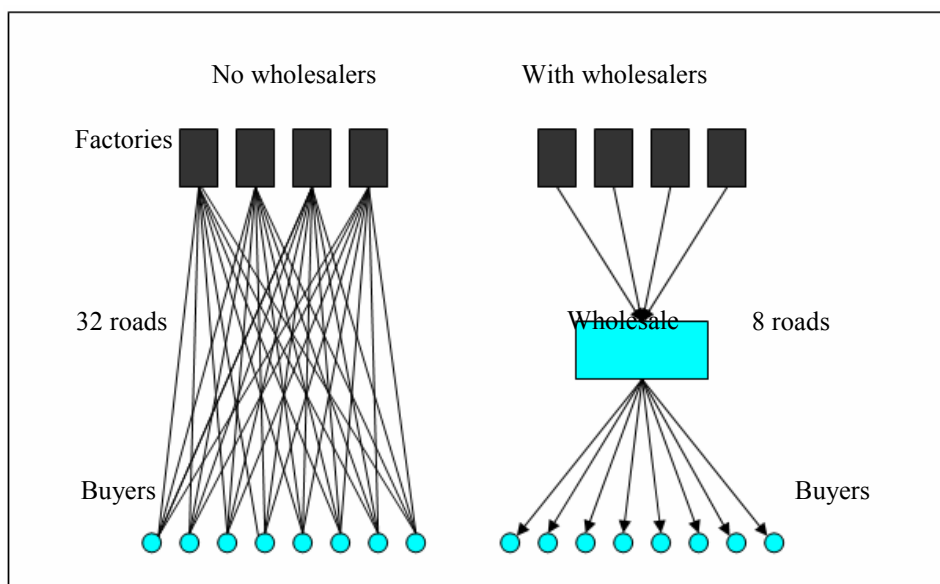 No wholesalers
With wholesalers
Factories
32 roads
Wholesale
8 roads
Buyers
Buyers